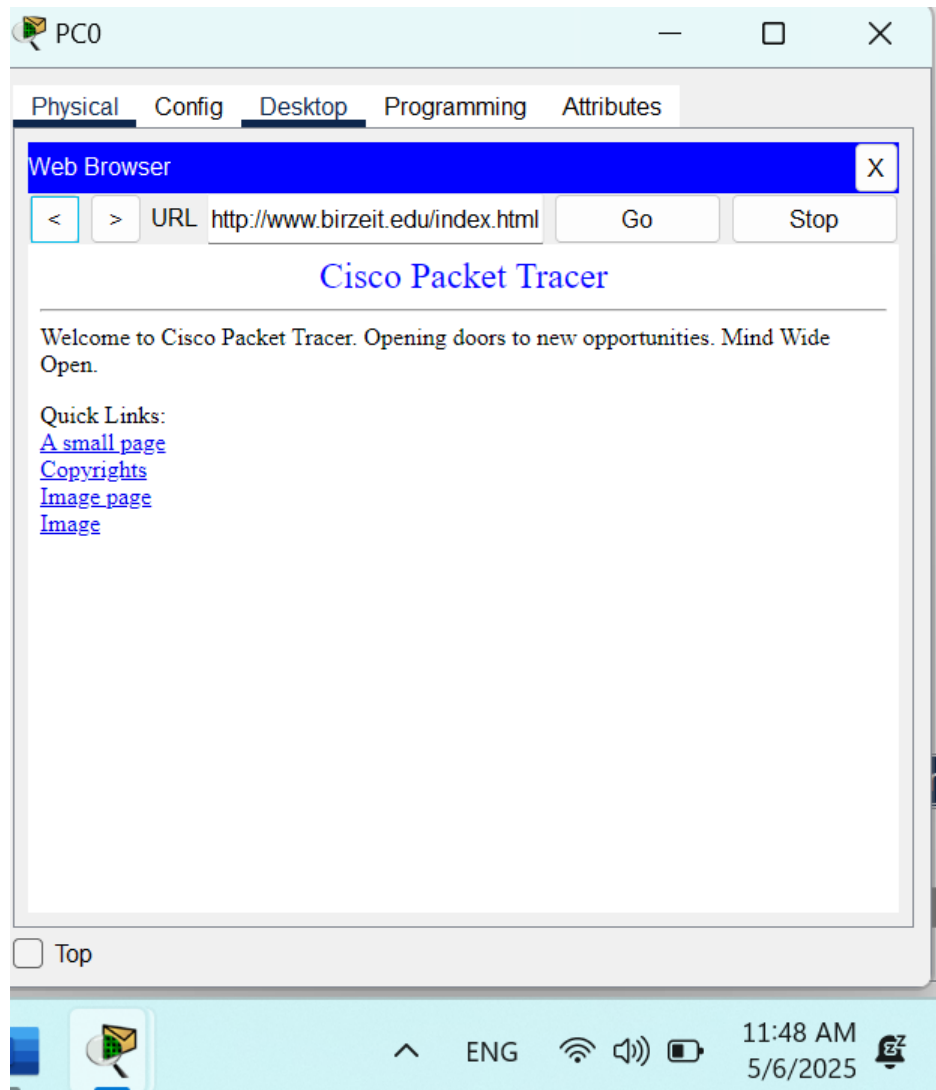 PC0
Physical Config Desktop Programming Attributes
Web Browser
X
< > URL http://www.birzeit.edu/index.html Go Stop
Cisco Packet Tracer
Welcome to Cisco Packet Tracer. Opening doors to new opportunities. Mind Wide
Open.
Quick Links:
A small page
Copyrights
Image page
Image
Top
ENG
11:48 AM
5/6/2025